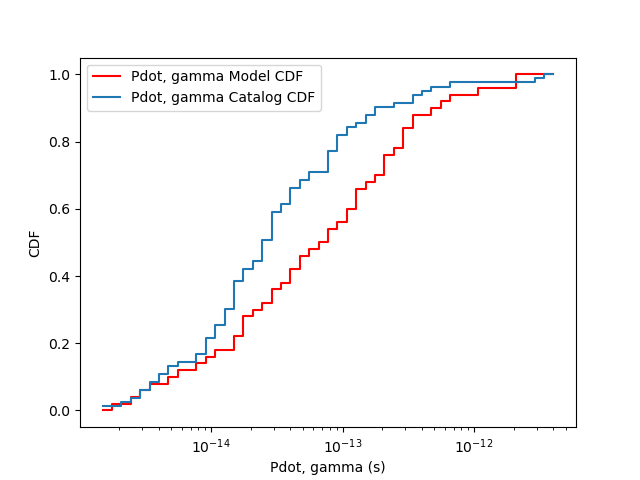 Pdot, gamma Model CDF
Pdot, gamma Catalog CDF
1.0
0.8
0.6
0.4
0.2
0.0
CDF
10⁻¹⁴
10⁻¹³
10⁻¹²
Pdot, gamma (s)